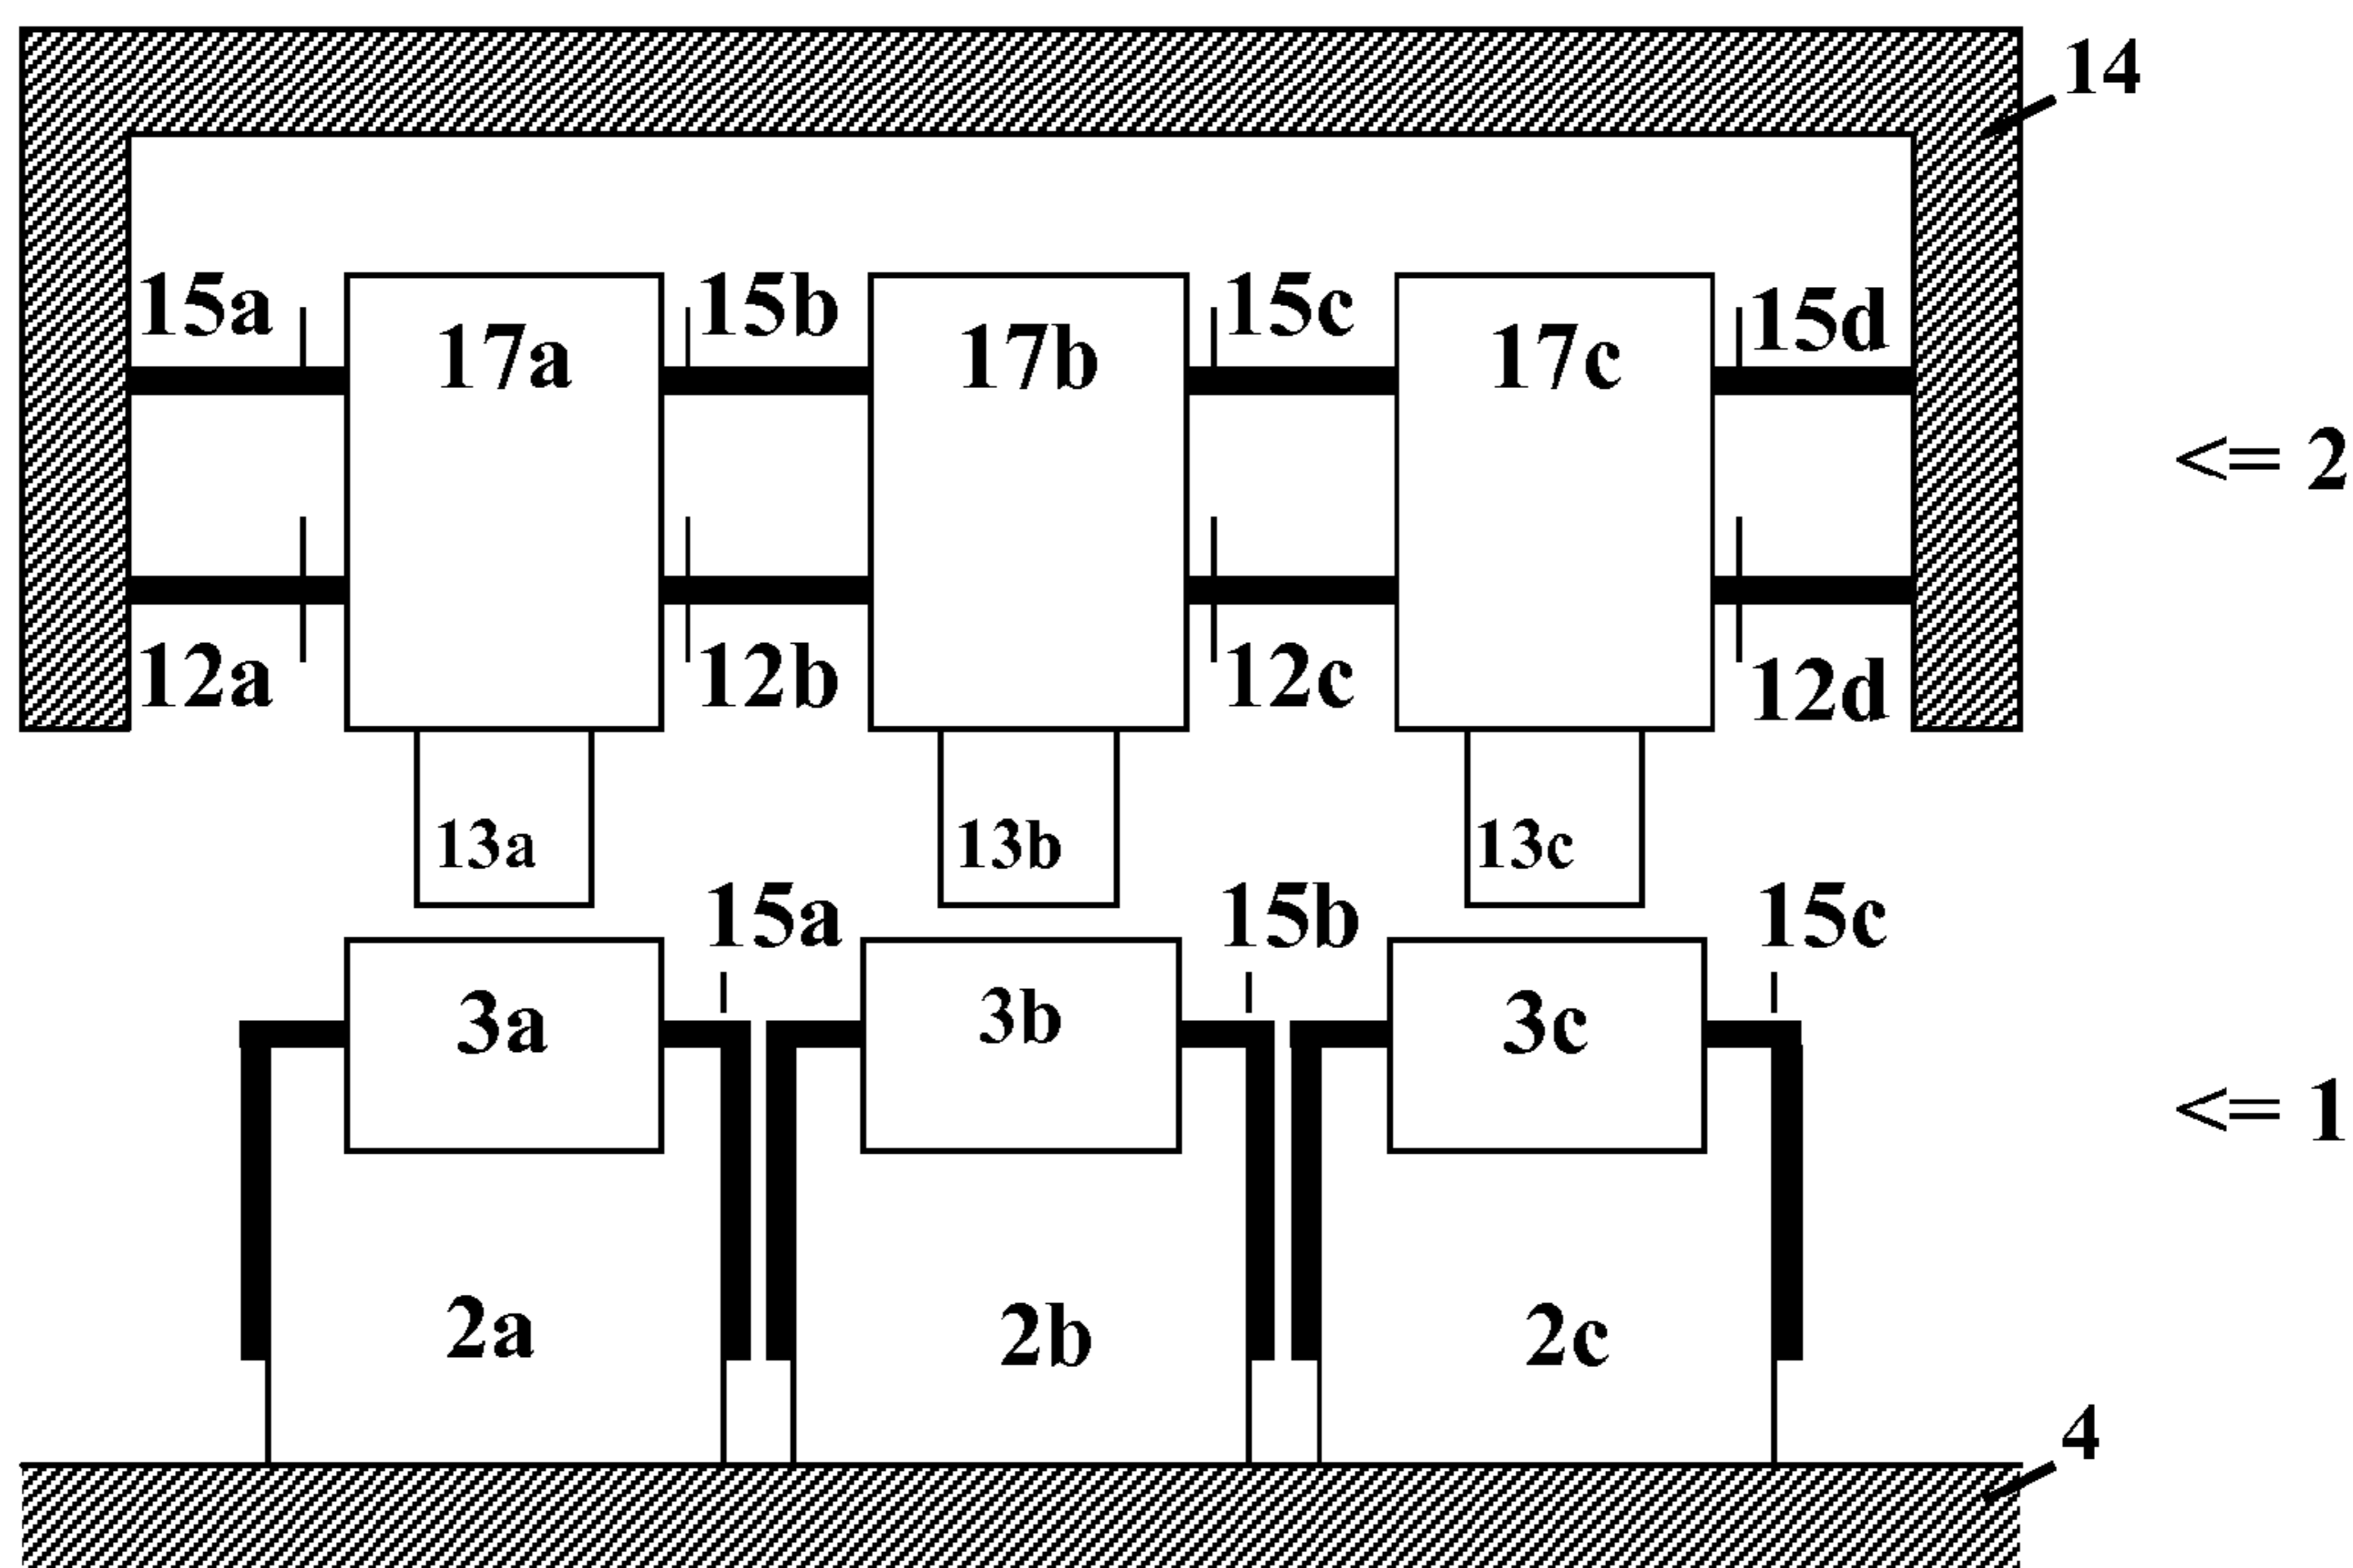 14
15a 15b 15c 15d
17a 17b 17c
<= 2
12a 12b 12c 12d
13a 13b 13c
15a 15b 15c
3a 3b 3c
<= 1
2a 2b 2c
4